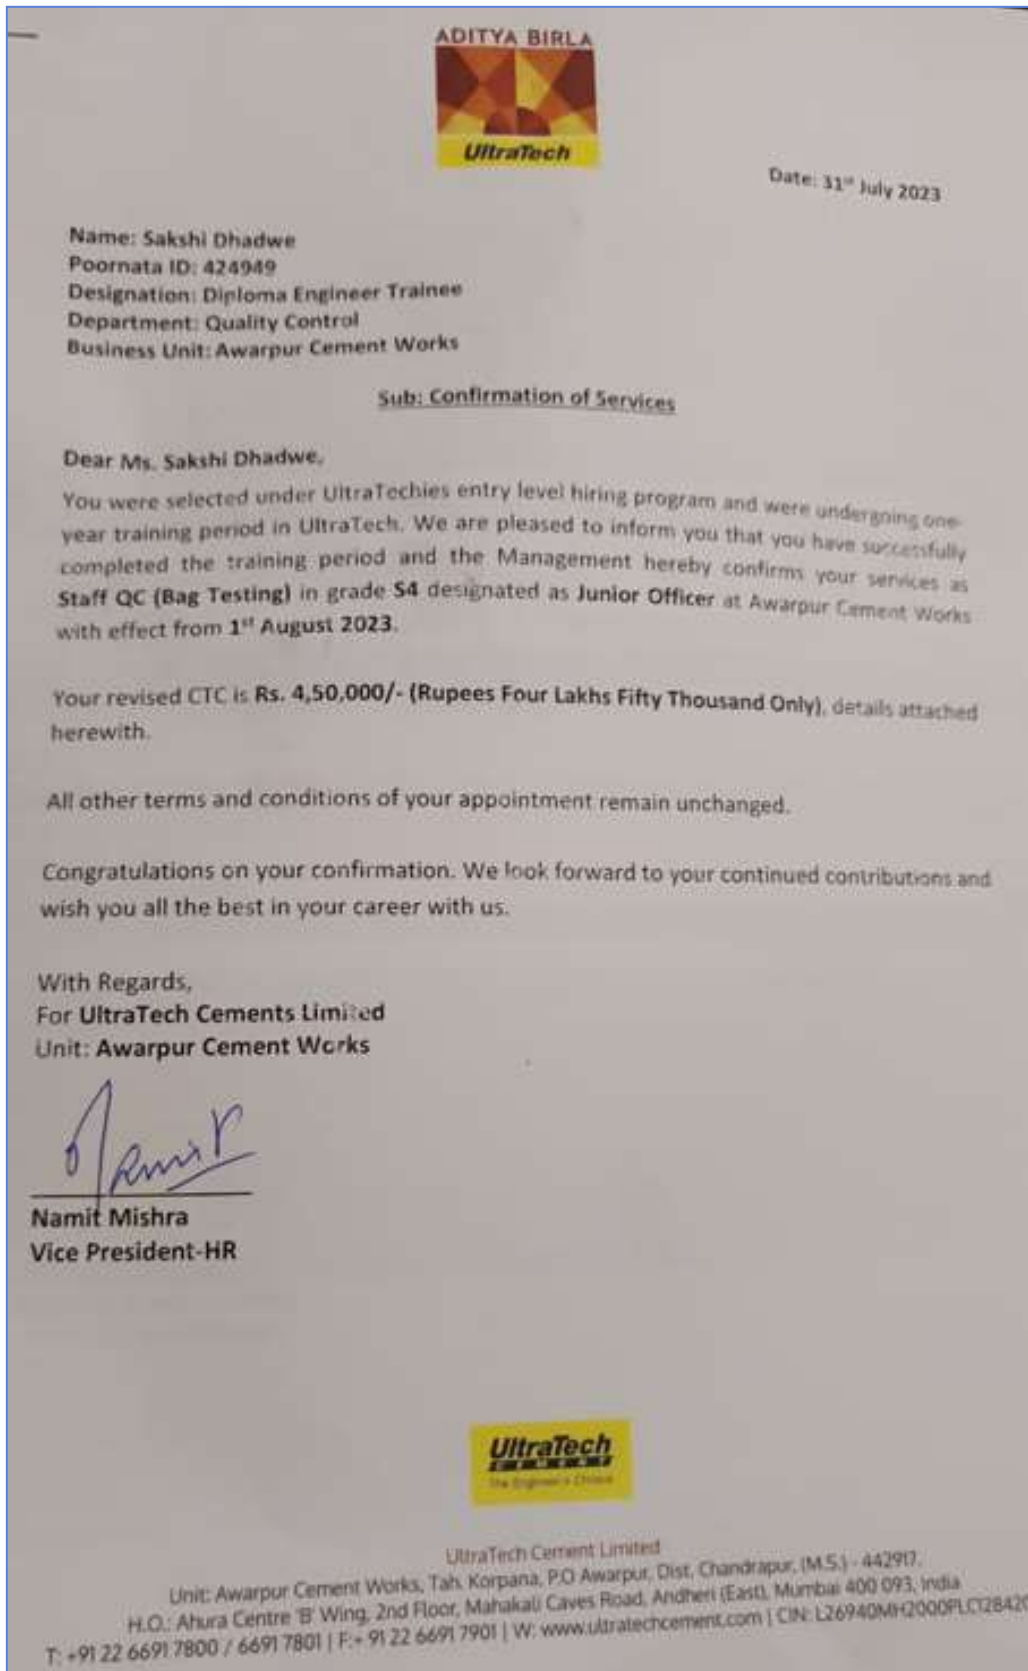 ADITYA BIRLA
UltraTech
Date: 31st July 2023
Name: Sakshi Dhadwe
Poornata ID: 424949
Designation: Diploma Engineer Trainee
Department: Quality Control
Business Unit: Awarpur Cement Works
Sub: Confirmation of Services
Dear Ms. Sakshi Dhadwe,
You were selected under UltraTechies entry level hiring program and were undergning one-
year training period in UltraTech. We are pleased to inform you that you have successfully
completed the training period and the Management hereby confirms your services as
Staff QC (Bag Testing) in grade S4 designated as Junior Officer at Awarpur Cement Works
with effect from 1st August 2023.
Your revised CTC is Rs. 4,50,000/- (Rupees Four Lakhs Fifty Thousand Only), details attached
herewith.
All other terms and conditions of your appointment remain unchanged.
Congratulations on your confirmation. We look forward to your continued contributions and
wish you all the best in your career with us.
With Regards,
For UltraTech Cements Limited
Unit: Awarpur Cement Works
Namit
Namit Mishra
Vice President-HR
UltraTech
CEMENT
The Engineer's Choice
UltraTech Cement Limited
Unit: Awarpur Cement Works, Tah. Korpana, P.O Awarpur, Dist. Chandrapur, (M.S.) - 442917.
H.O.: Ahura Centre 'B' Wing, 2nd Floor, Mahakali Caves Road, Andheri (East), Mumbai 400 093, India
T: +91 22 6691 7800 / 6691 7801 | F:+ 91 22 6691 7901 | W: www.ultratechcement.com | CIN: L26940MH2000PLC128420